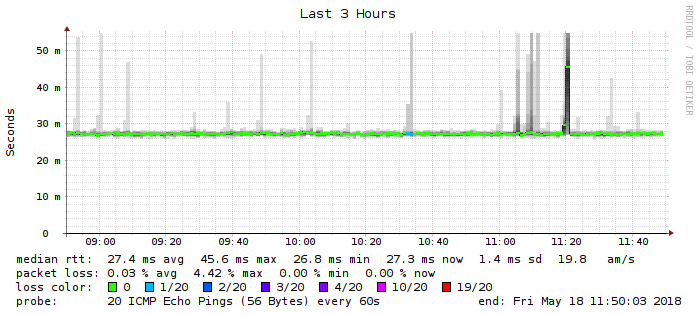 Last 3 Hours
RRDTOOL / TOBI OETIKER
Seconds
50 m
40 m
30 m
20 m
10 m
0
09:00 09:20 09:40 10:00 10:20 10:40 11:00 11:20 11:40
median rtt: 27.4 ms avg 45.6 ms max 26.8 ms min 27.3 ms now 1.4 ms sd 19.8 am/s
packet loss: 0.03 % avg 4.42 % max 0.00 % min 0.00 % now
loss color: 0 1/20 2/20 3/20 4/20 10/20 19/20
probe: 20 ICMP Echo Pings (56 Bytes) every 60s end: Fri May 18 11:50:03 2018